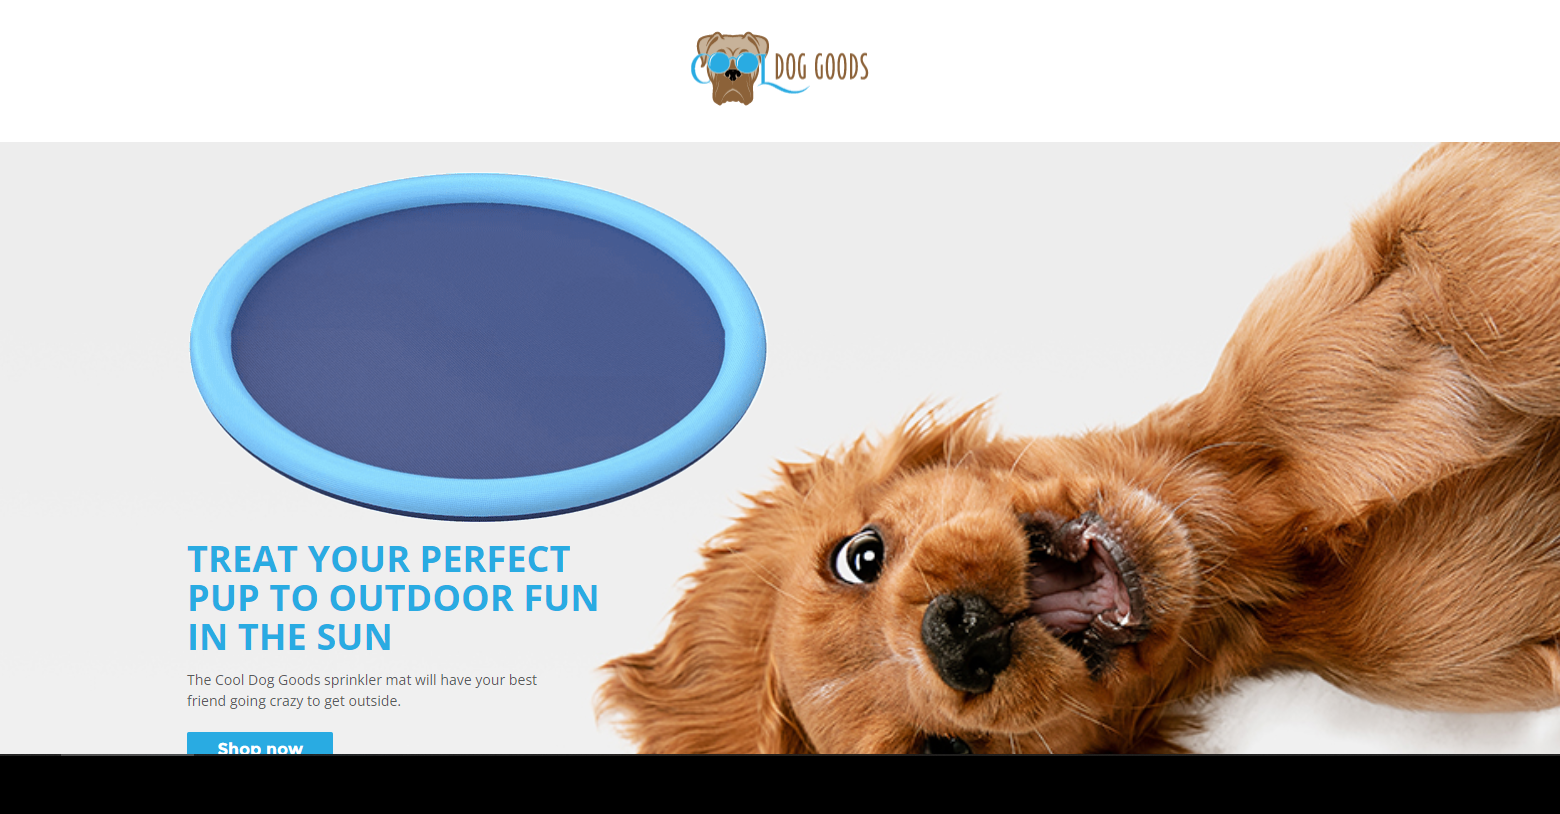 COOL DOG GOODS
TREAT YOUR PERFECT
PUP TO OUTDOOR FUN
IN THE SUN
The Cool Dog Goods sprinkler mat will have your best
friend going crazy to get outside.
Shop now